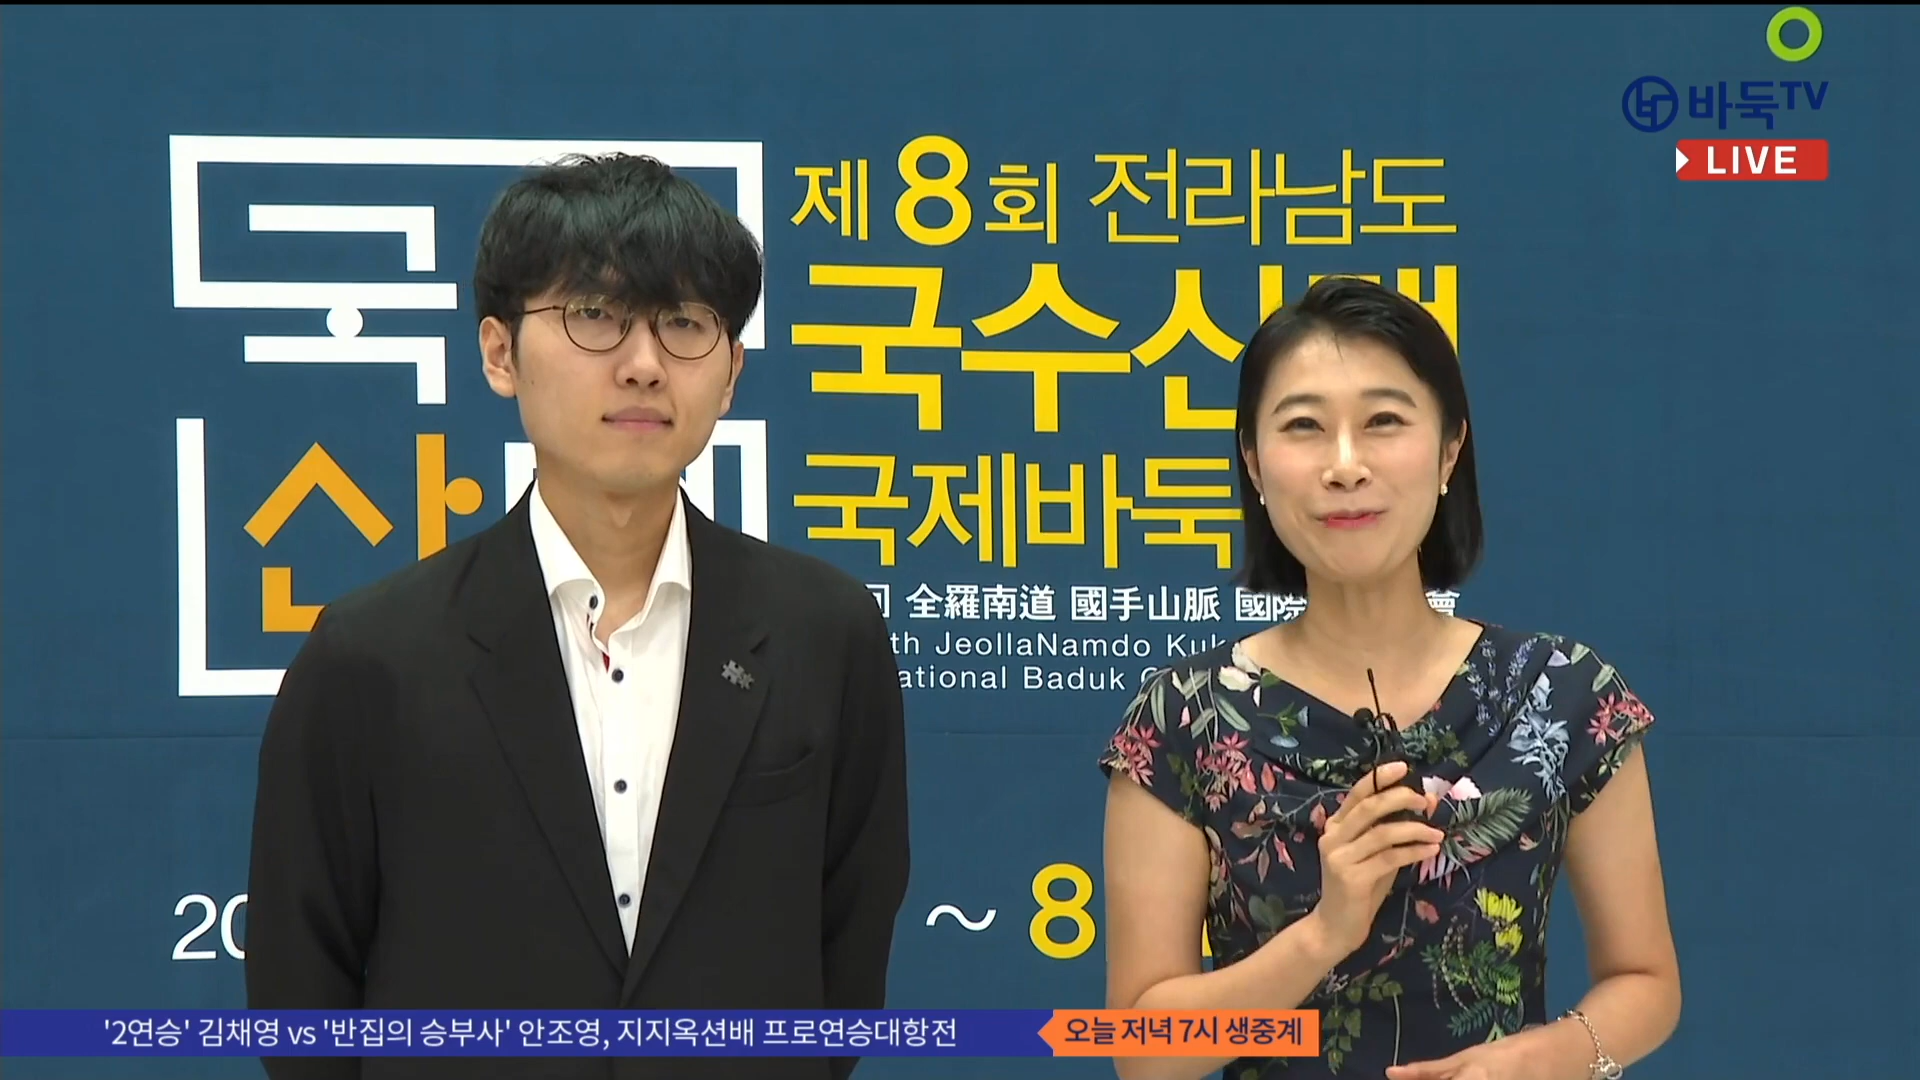 바둑TV
LIVE
제8회 전라남도
국수산맥
국제바둑
全羅南道 國手山脈 國際
th JeollaNamdo Kuk
ational Baduk
20
~ 8
'2연승' 김채영 vs '반집의 승부사' 안조영, 지지옥션배 프로연승대항전
오늘 저녁 7시 생중계